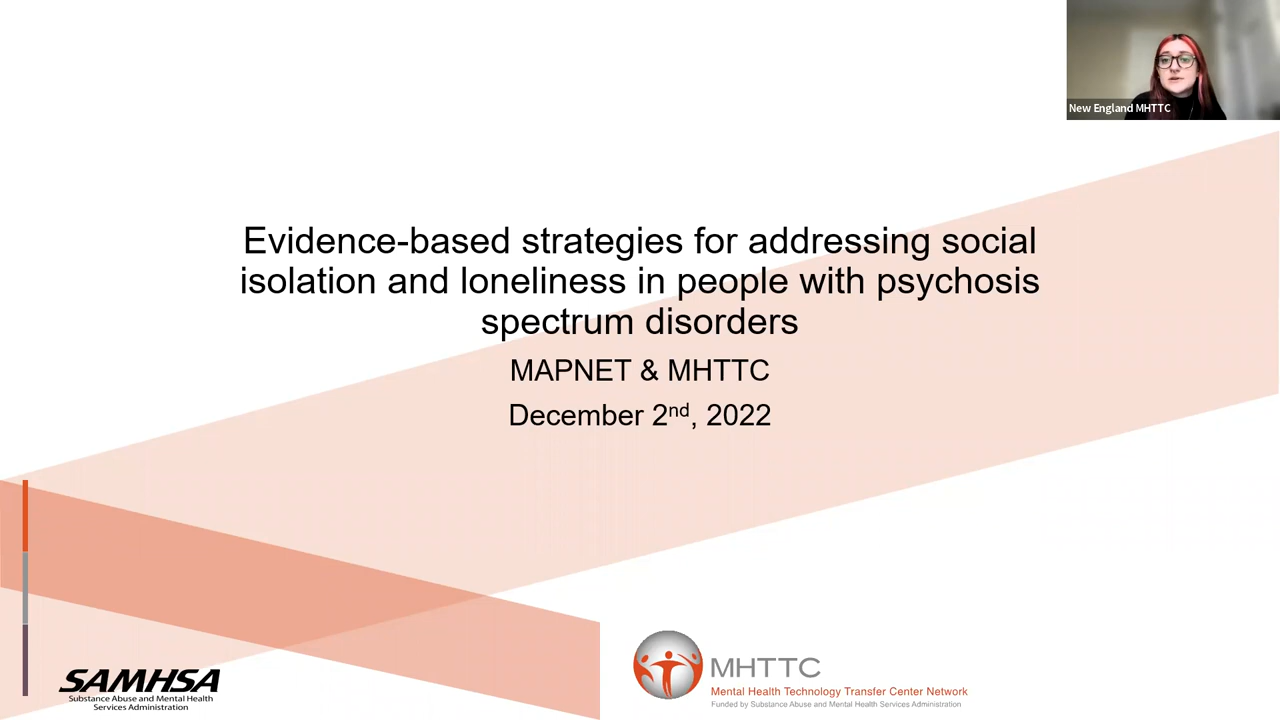 New England MHTTC
Evidence-based strategies for addressing social
isolation and loneliness in people with psychosis
spectrum disorders
MAPNET & MHTTC
December 2nd, 2022
SAMHSA
Substance Abuse and Mental Health
Services Administration
MHTTC
Mental Health Technology Transfer Center Network
Funded by Substance Abuse and Mental Health Services Administration